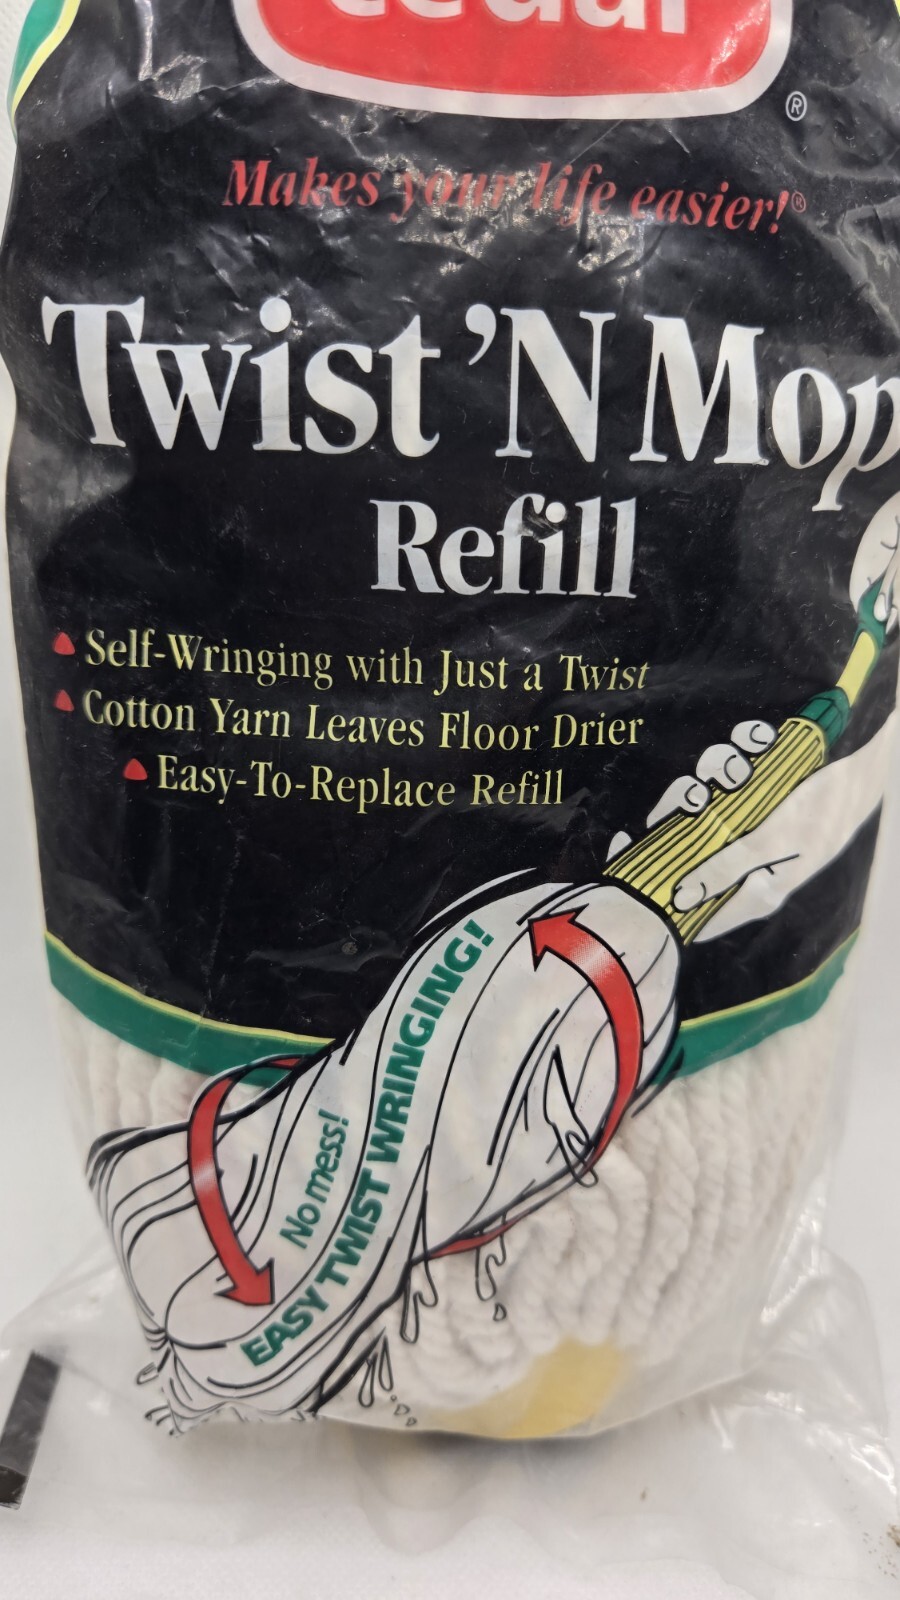 cedar
®
Makes your life easier!®
Twist 'N Mop
Refill
Self-Wringing with Just a Twist
Cotton Yarn Leaves Floor Drier
Easy-To-Replace Refill
No mess!
EASY TWIST WRINGING!